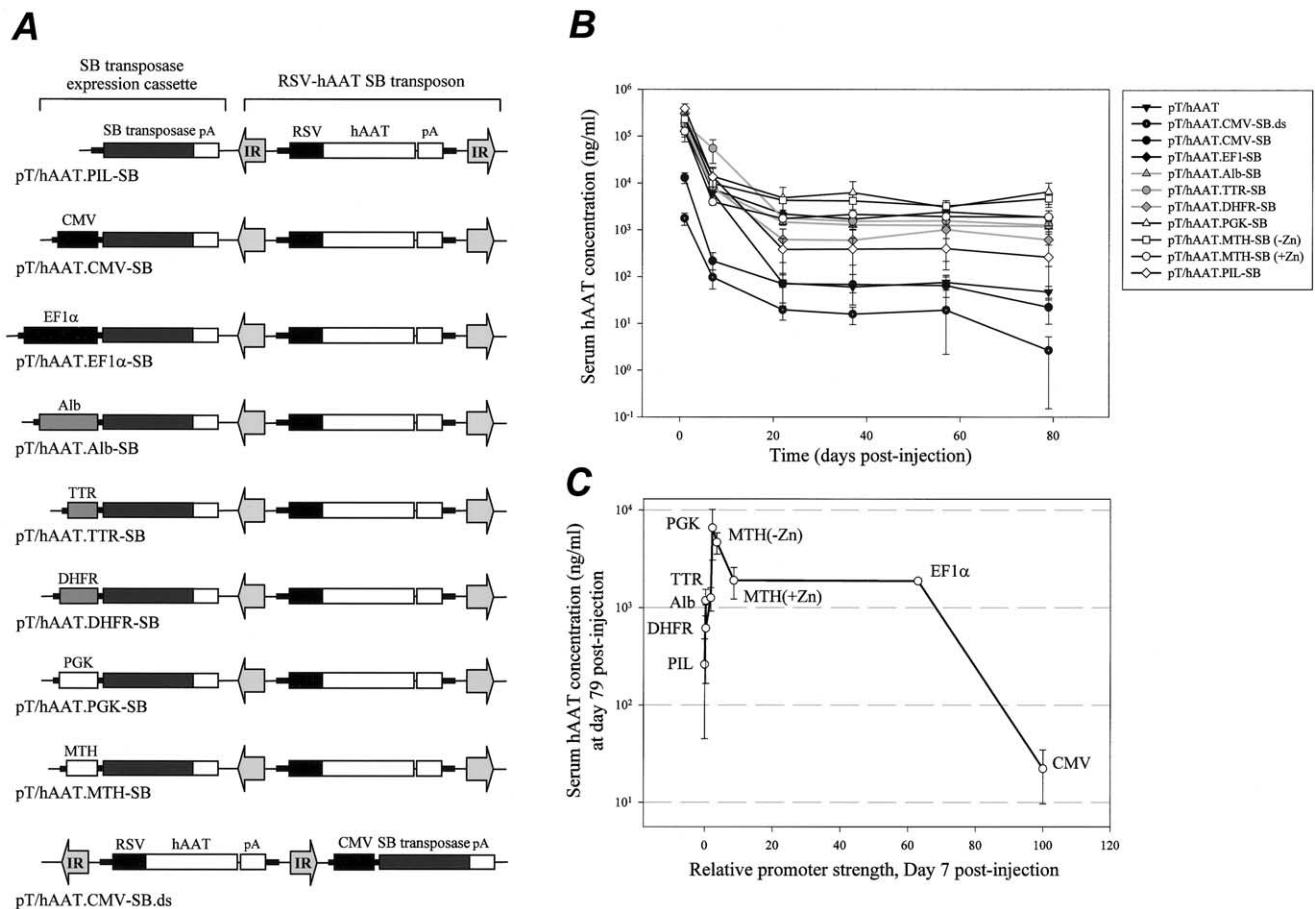 A
SB transposase
expression cassette
RSV-hAAT SB transposon
SB transposase pA
IR
RSV
hAAT
pA
IR
pT/hAAT.PIL-SB
CMV
pT/hAAT.CMV-SB
EF1α
pT/hAAT.EF1α-SB
Alb
pT/hAAT.Alb-SB
TTR
pT/hAAT.TTR-SB
DHFR
pT/hAAT.DHFR-SB
PGK
pT/hAAT.PGK-SB
MTH
pT/hAAT.MTH-SB
IR
RSV
hAAT
pA
IR
CMV
SB transposase pA
pT/hAAT.CMV-SB.ds
B
Serum hAAT concentration (ng/ml)
10⁶
10⁵
10⁴
10³
10²
10¹
10⁰
10⁻¹
0 20 40 60 80
Time (days post-injection)
pT/hAAT
pT/hAAT.CMV-SB.ds
pT/hAAT.CMV-SB
pT/hAAT.EF1-SB
pT/hAAT.Alb-SB
pT/hAAT.TTR-SB
pT/hAAT.DHFR-SB
pT/hAAT.PGK-SB
pT/hAAT.MTH-SB (-Zn)
pT/hAAT.MTH-SB (+Zn)
pT/hAAT.PIL-SB
C
Serum hAAT concentration (ng/ml)
at day 79 post-injection
10⁴
10³
10²
10¹
PGK
MTH(-Zn)
TTR
Alb
MTH(+Zn)
EF1α
DHFR
PIL
CMV
0 20 40 60 80 100 120
Relative promoter strength, Day 7 post-injection